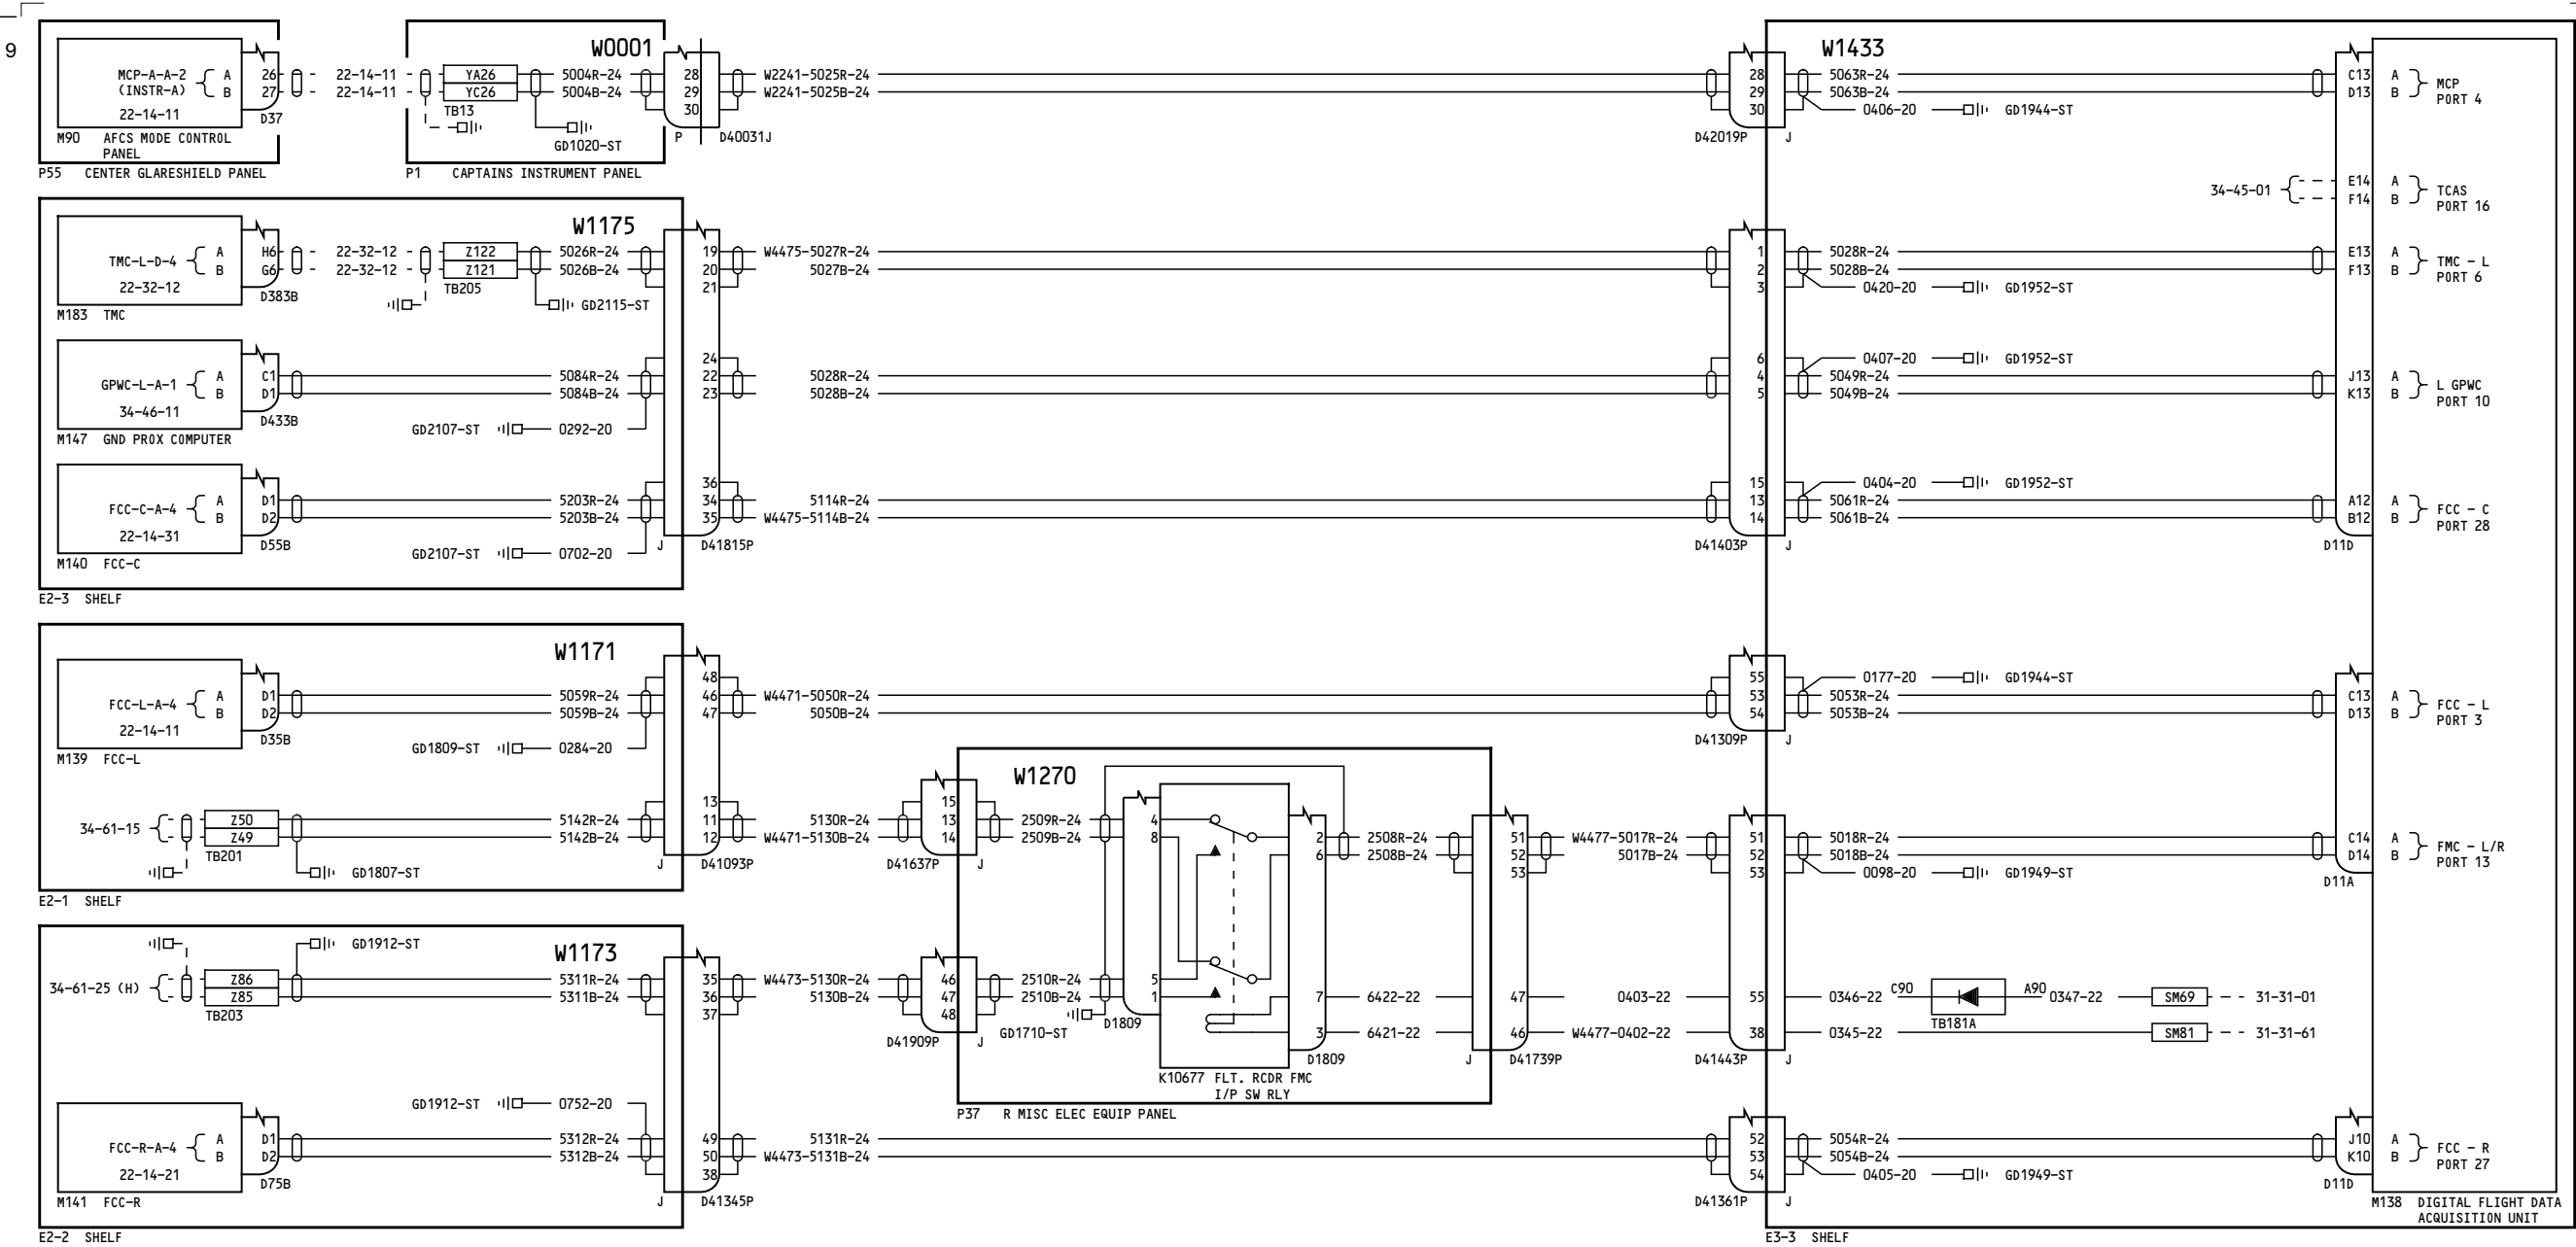 9
W0001
W1433
MCP-A-A-2 A 26 22-14-11 YA26 5004R-24 28 W2241-5025R-24 28 5063R-24 C13 A MCP
(INSTR-A) B 27 22-14-11 YC26 5004B-24 29 W2241-5025B-24 29 5063B-24 D13 B PORT 4
22-14-11 D37 TB13 30 30 0406-20 GD1944-ST
M90 AFCS MODE CONTROL GD1020-ST P D40031J D42019P J
PANEL
P55 CENTER GLARESHIELD PANEL P1 CAPTAINS INSTRUMENT PANEL
34-45-01 E14 A TCAS
F14 B PORT 16
W1175
TMC-L-D-4 A H6 22-32-12 Z122 5026R-24 19 W4475-5027R-24 1 5028R-24 E13 A TMC - L
B G6 22-32-12 Z121 5026B-24 20 5027B-24 2 5028B-24 F13 B PORT 6
22-32-12 D383B TB205 21 3 0420-20 GD1952-ST
M183 TMC GD2115-ST
24 6 0407-20 GD1952-ST
GPWC-L-A-1 A C1 5084R-24 22 5028R-24 4 5049R-24 J13 A L GPWC
B D1 5084B-24 23 5028B-24 5 5049B-24 K13 B PORT 10
34-46-11 D433B GD2107-ST 0292-20
M147 GND PROX COMPUTER
36 15 0404-20 GD1952-ST
FCC-C-A-4 A D1 5203R-24 34 5114R-24 13 5061R-24 A12 A FCC - C
B D2 5203B-24 35 W4475-5114B-24 14 5061B-24 B12 B PORT 28
22-14-31 D55B GD2107-ST 0702-20 J D41815P D41403P J D11D
M140 FCC-C
E2-3 SHELF
W1171
48 55 0177-20 GD1944-ST
FCC-L-A-4 A D1 5059R-24 46 W4471-5050R-24 53 5053R-24 C13 A FCC - L
B D2 5059B-24 47 5050B-24 54 5053B-24 D13 B PORT 3
22-14-11 D35B GD1809-ST 0284-20 D41309P J
M139 FCC-L
W1270
13 15
34-61-15 Z50 5142R-24 11 5130R-24 13 2509R-24 4
Z49 5142B-24 12 W4471-5130B-24 14 2509B-24 8 2 2508R-24 51 W4477-5017R-24 51 5018R-24 C14 A FMC - L/R
TB201 6 2508B-24 52 5017B-24 52 5018B-24 D14 B PORT 13
GD1807-ST J D41093P D41637P J 53 53 0098-20 GD1949-ST D11A
E2-1 SHELF
GD1912-ST W1173
34-61-25 (H) Z86 5311R-24 35 W4473-5130R-24 46 2510R-24 5
Z85 5311B-24 36 5130B-24 47 2510B-24 1 7 6422-22 47 0403-22 55 0346-22 C90 A90 0347-22 SM69 31-31-01
TB203 37 48 GD1710-ST D1809 TB181A
D41909P J 3 6421-22 46 W4477-0402-22 38 0345-22 SM81 31-31-61
D1809 J D41739P D41443P J
K10677 FLT. RCDR FMC
I/P SW RLY
P37 R MISC ELEC EQUIP PANEL
GD1912-ST 0752-20
FCC-R-A-4 A D1 5312R-24 49 5131R-24 52 5054R-24 J10 A FCC - R
B D2 5312B-24 50 W4473-5131B-24 53 5054B-24 K10 B PORT 27
22-14-21 D75B 38 54 0405-20 GD1949-ST D11D
M141 FCC-R J D41345P D41361P J M138 DIGITAL FLIGHT DATA
ACQUISITION UNIT
E2-2 SHELF E3-3 SHELF